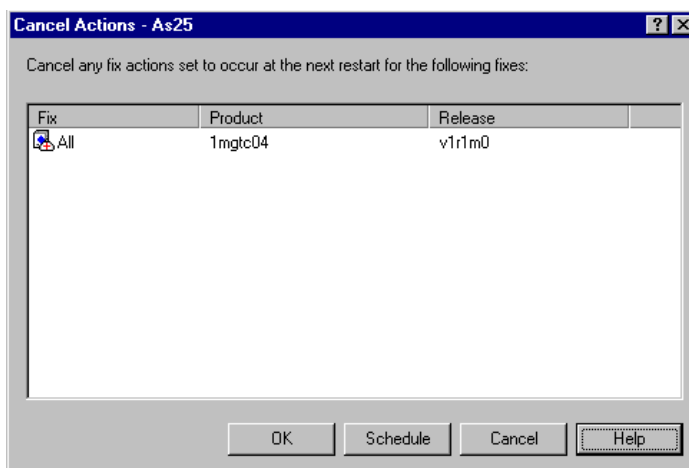 Cancel Actions - As25
Cancel any fix actions set to occur at the next restart for the following fixes:
Fix Product Release
All 1mgtc04 v1r1m0
OK Schedule Cancel Help